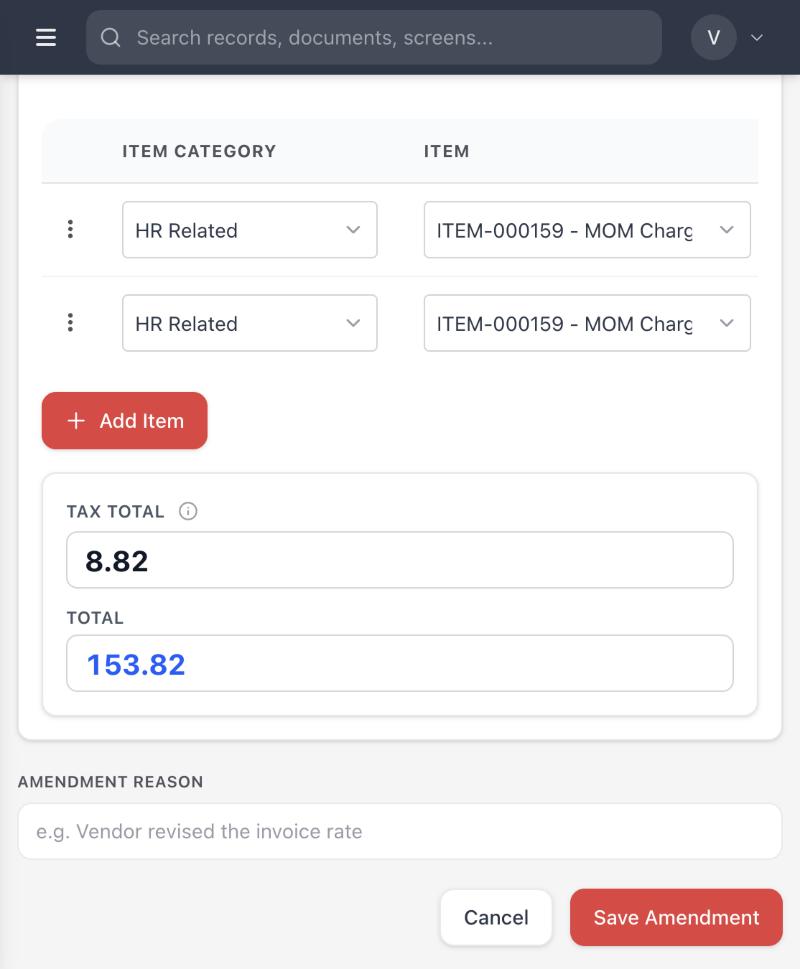 Search records, documents, screens...
V
ITEM CATEGORY ITEM
HR Related ITEM-000159 - MOM Charg
HR Related ITEM-000159 - MOM Charg
+ Add Item
TAX TOTAL
8.82
TOTAL
153.82
AMENDMENT REASON
e.g. Vendor revised the invoice rate
Cancel Save Amendment